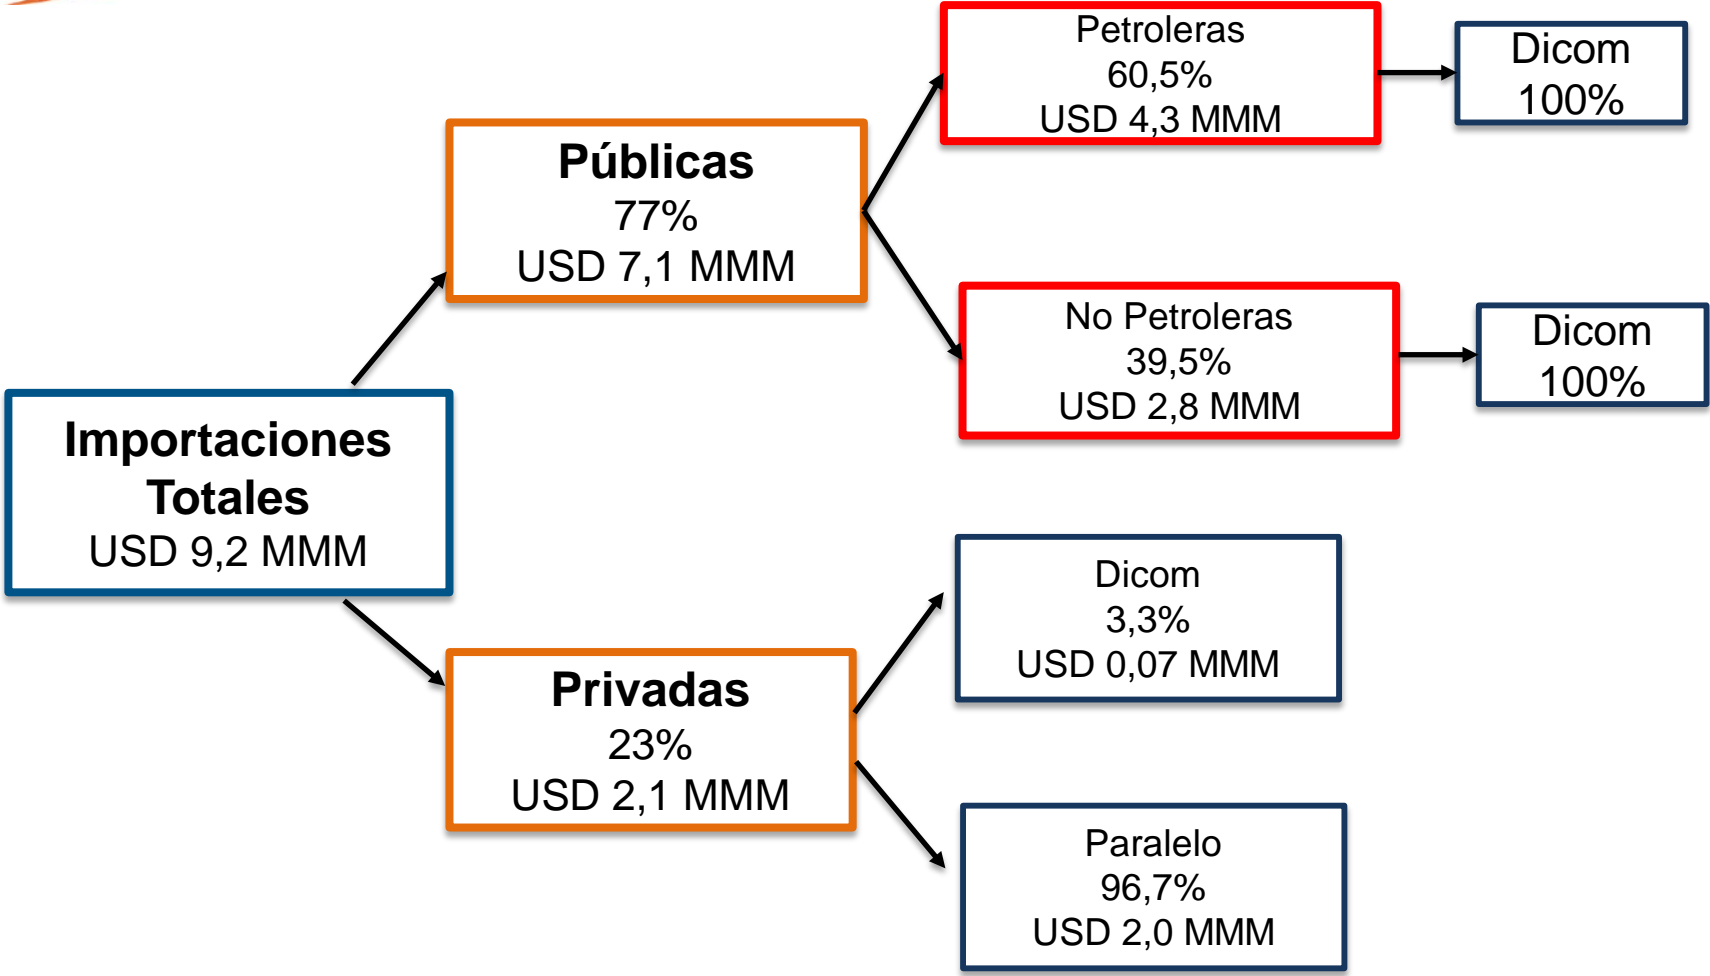 Importaciones
Totales
USD 9,2 MMM
Públicas
77%
USD 7,1 MMM
Petroleras
60,5%
USD 4,3 MMM
Dicom
100%
No Petroleras
39,5%
USD 2,8 MMM
Dicom
100%
Privadas
23%
USD 2,1 MMM
Dicom
3,3%
USD 0,07 MMM
Paralelo
96,7%
USD 2,0 MMM